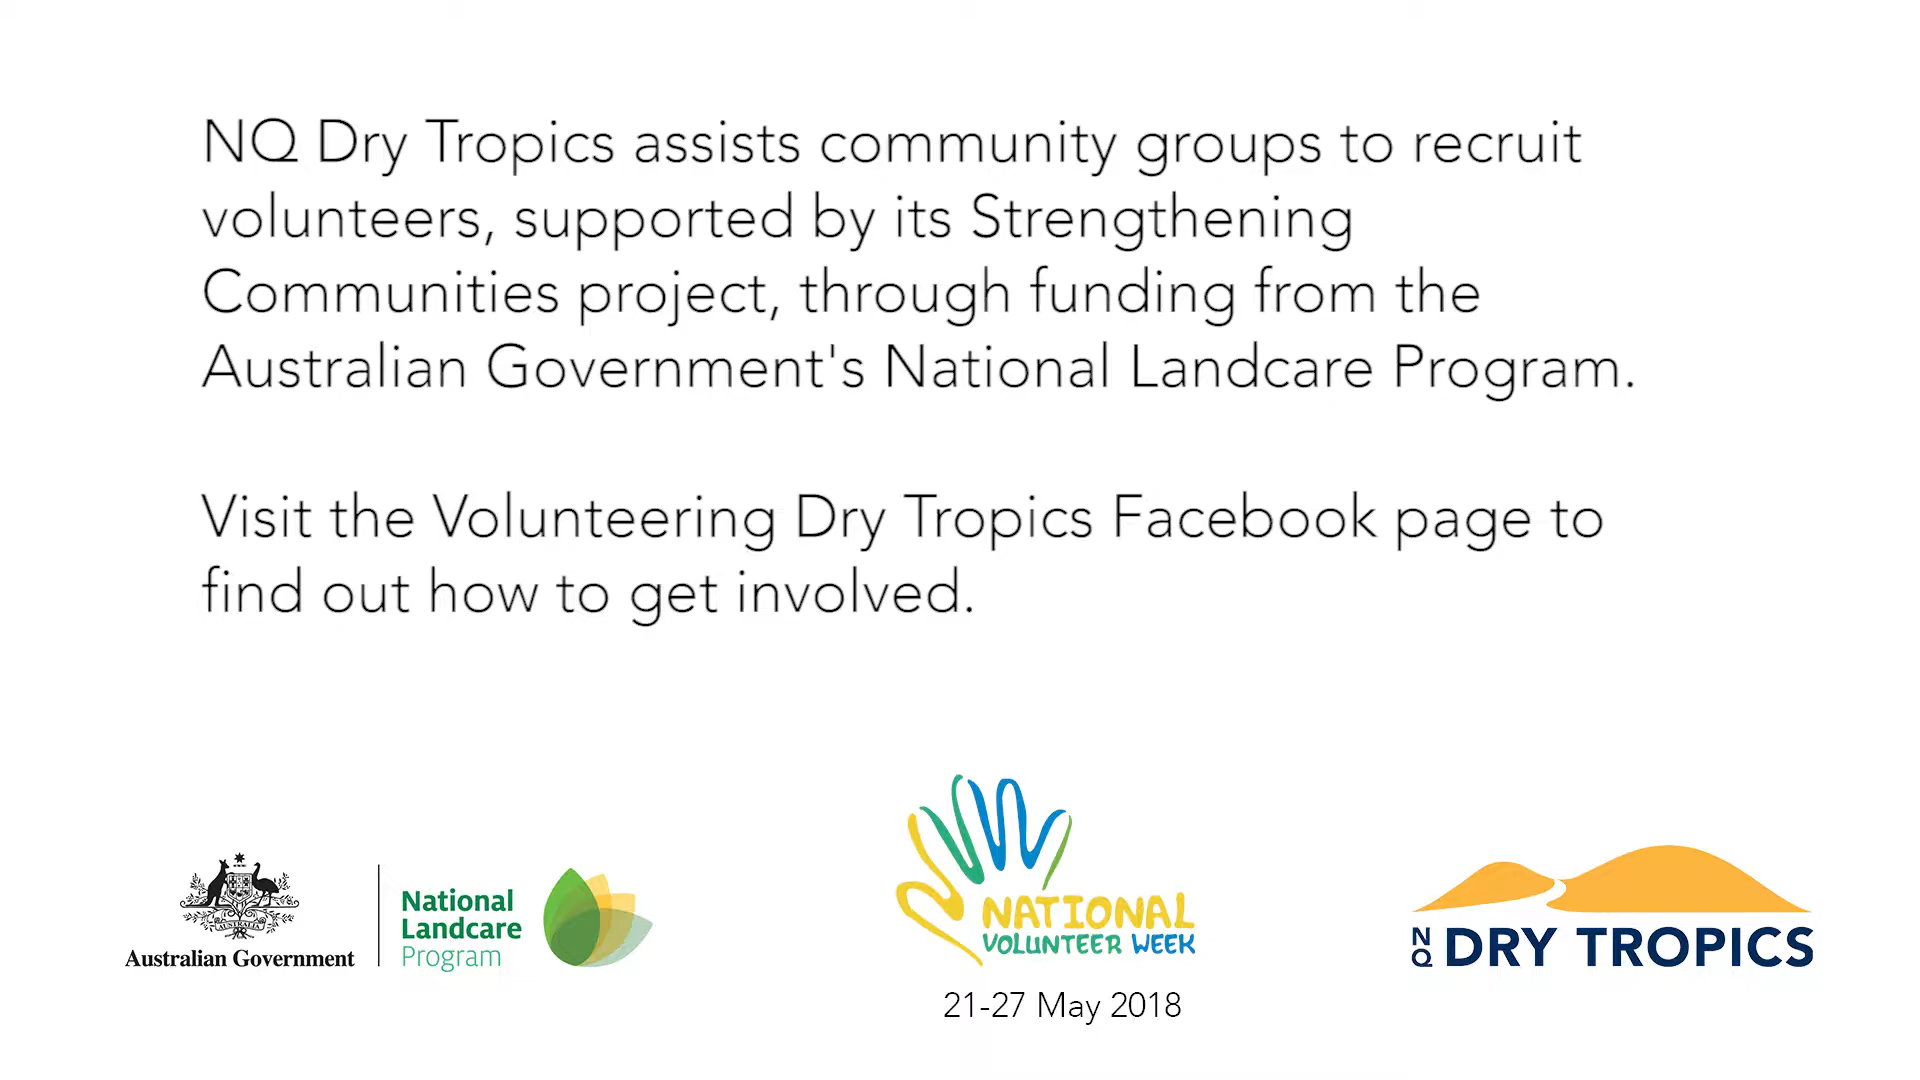 NQ Dry Tropics assists community groups to recruit
volunteers, supported by its Strengthening
Communities project, through funding from the
Australian Government's National Landcare Program.
Visit the Volunteering Dry Tropics Facebook page to
find out how to get involved.
AUSTRALIA
Australian Government
National
Landcare
Program
NATIONAL
VOLUNTEER WEEK
21-27 May 2018
NQ DRY TROPICS